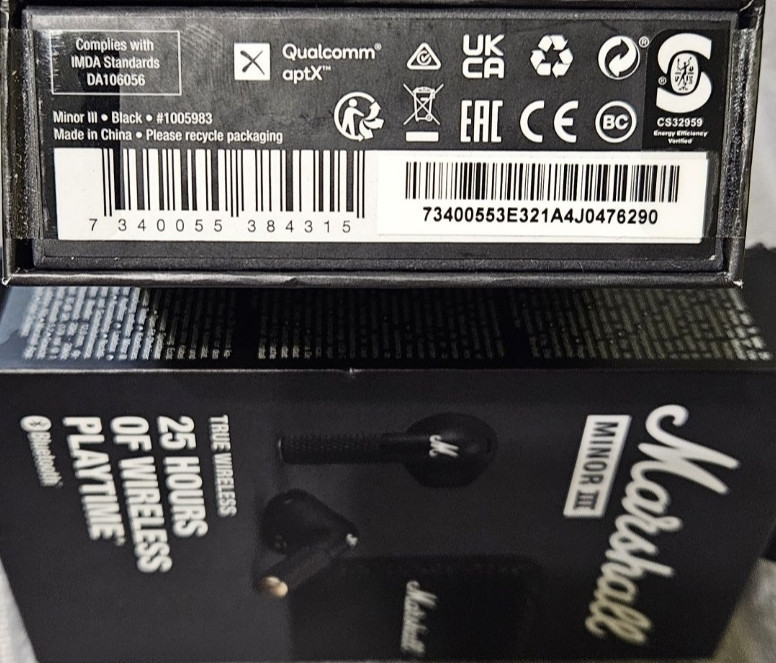 Complies with
IMDA Standards
DA106056
Qualcomm®
aptX™
UK
CA
®
®
CS32959
Energy Efficiency
Verified
Minor III • Black • #1005983
Made in China • Please recycle packaging
EAC
CE
BC
7 340055 384315
73400553E321A4J0476290
Marshall
MINOR III
M
Marshall
TRUE WIRELESS
25 HOURS
OF WIRELESS
PLAYTIME*
Bluetooth®